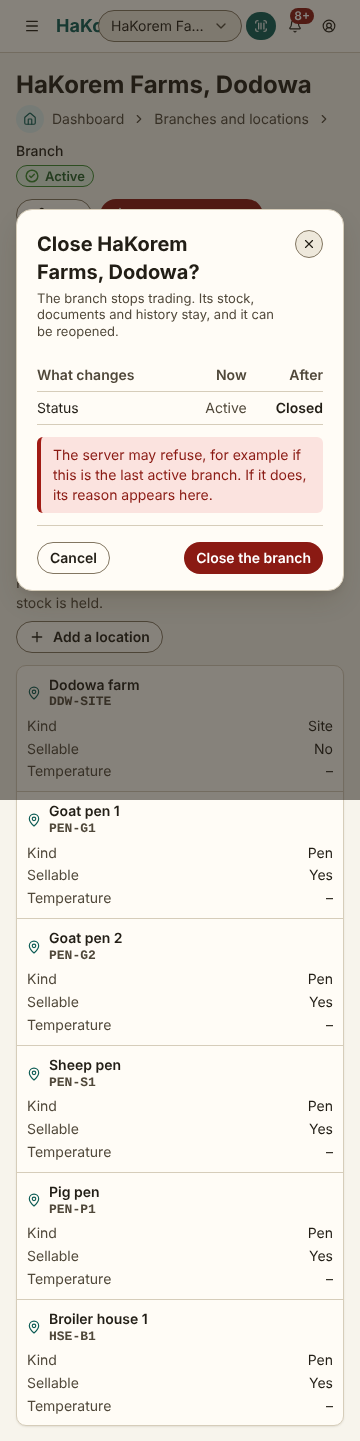 HaKo
HaKorem Fa...
8+
HaKorem Farms, Dodowa
Dashboard
Branches and locations
Branch
Active
Close HaKorem
Farms, Dodowa?
The branch stops trading. Its stock,
documents and history stay, and it can
be reopened.
What changes Now After
Status Active Closed
The server may refuse, for example if
this is the last active branch. If it does,
its reason appears here.
Cancel
Close the branch
stock is held.
Add a location
Dodowa farm
DDW-SITE
Kind Site
Sellable No
Temperature –
Goat pen 1
PEN-G1
Kind Pen
Sellable Yes
Temperature –
Goat pen 2
PEN-G2
Kind Pen
Sellable Yes
Temperature –
Sheep pen
PEN-S1
Kind Pen
Sellable Yes
Temperature –
Pig pen
PEN-P1
Kind Pen
Sellable Yes
Temperature –
Broiler house 1
HSE-B1
Kind Pen
Sellable Yes
Temperature –